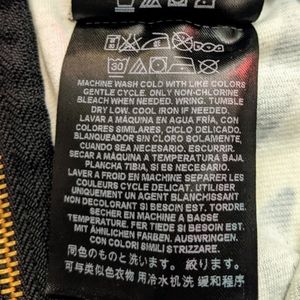 30
MACHINE WASH COLD WITH LIKE COLORS
GENTLE CYCLE. ONLY NON-CHLORINE
BLEACH WHEN NEEDED. WRING. TUMBLE
DRY LOW. COOL IRON IF NEEDED.
LAVAR A MÁQUINA EN AGUA FRÍA CON
COLORES SIMILARES, CICLO DELICADO.
BLANQUEADOR SIN CLORO SOLAMENTE
CUANDO SEA NECESARIO. ESCURRIR.
SECAR A MÁQUINA A TEMPERATURA BAJA.
PLANCHA TIBIA, SI ES NECESARIO.
LAVER A FROID EN MACHINE SEPARER LES
COULEURS CYCLE DELICAT. UTILISER
UNIQUEMENT UN AGENT BLANCHISSANT
NON DECOLORANT SI BESOIN EST. TORDRE.
SECHER EN MACHINE A BASSE
TEMPERATURE. FER TIEDE SI BESOIN EST.
MIT ÄHNLICHEN FARBEN. AUSWRINGEN.
CON COLORI SIMILI STRIZZARE.
同色のものと洗います。絞ります。
可与类似色衣物 用冷水机洗 缓和程序